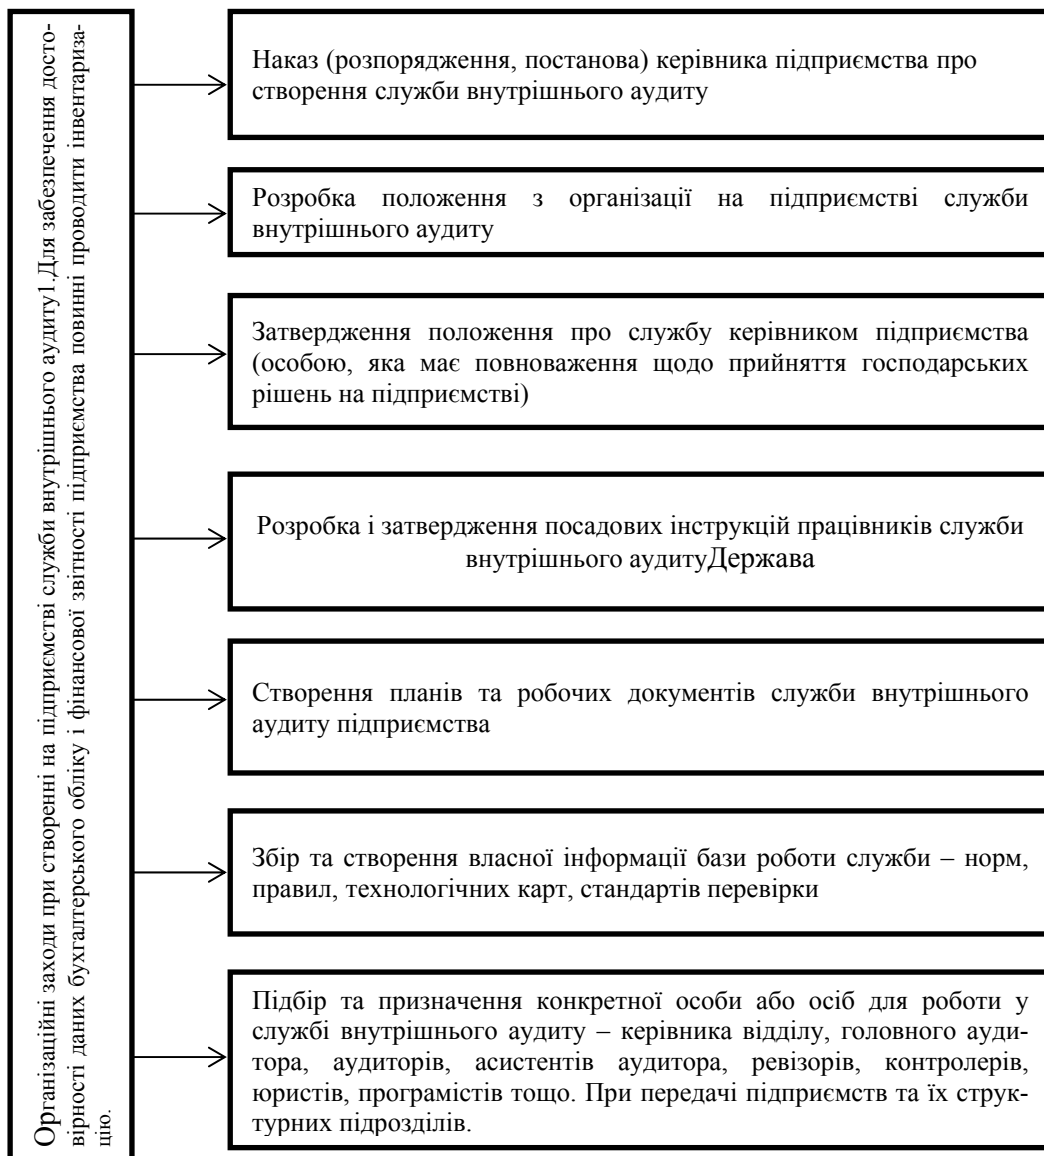 Організаційні заходи при створенні на підприємстві служби внутрішнього аудиту1.Для забезпечення досто-
вірності даних бухгалтерського обліку і фінансової звітності підприємства повинні проводити інвентариза-
цію.
Наказ (розпорядження, постанова) керівника підприємства про
створення служби внутрішнього аудиту
Розробка положення з організації на підприємстві служби
внутрішнього аудиту
Затвердження положення про службу керівником підприємства
(особою, яка має повноваження щодо прийняття господарських
рішень на підприємстві)
Розробка і затвердження посадових інструкцій працівників служби
внутрішнього аудитуДержава
Створення планів та робочих документів служби внутрішнього
аудиту підприємства
Збір та створення власної інформації бази роботи служби – норм,
правил, технологічних карт, стандартів перевірки
Підбір та призначення конкретної особи або осіб для роботи у
службі внутрішнього аудиту – керівника відділу, головного ауди-
тора, аудиторів, асистентів аудитора, ревізорів, контролерів,
юристів, програмістів тощо. При передачі підприємств та їх струк-
турних підрозділів.